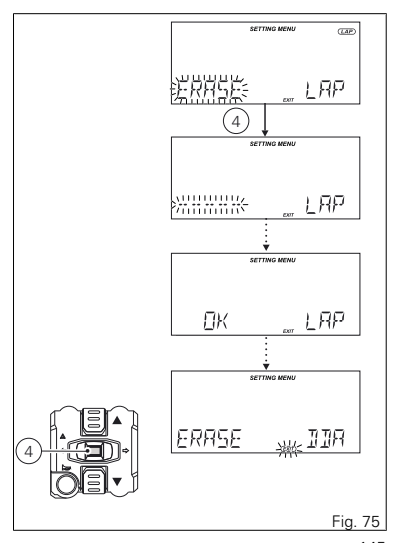 SETTING MENU
LAP
ERASE
EXIT
LAP
4
SETTING MENU
------
EXIT
LAP
SETTING MENU
OK
EXIT
LAP
SETTING MENU
ERASE
EXIT
DDA
4
Fig. 75